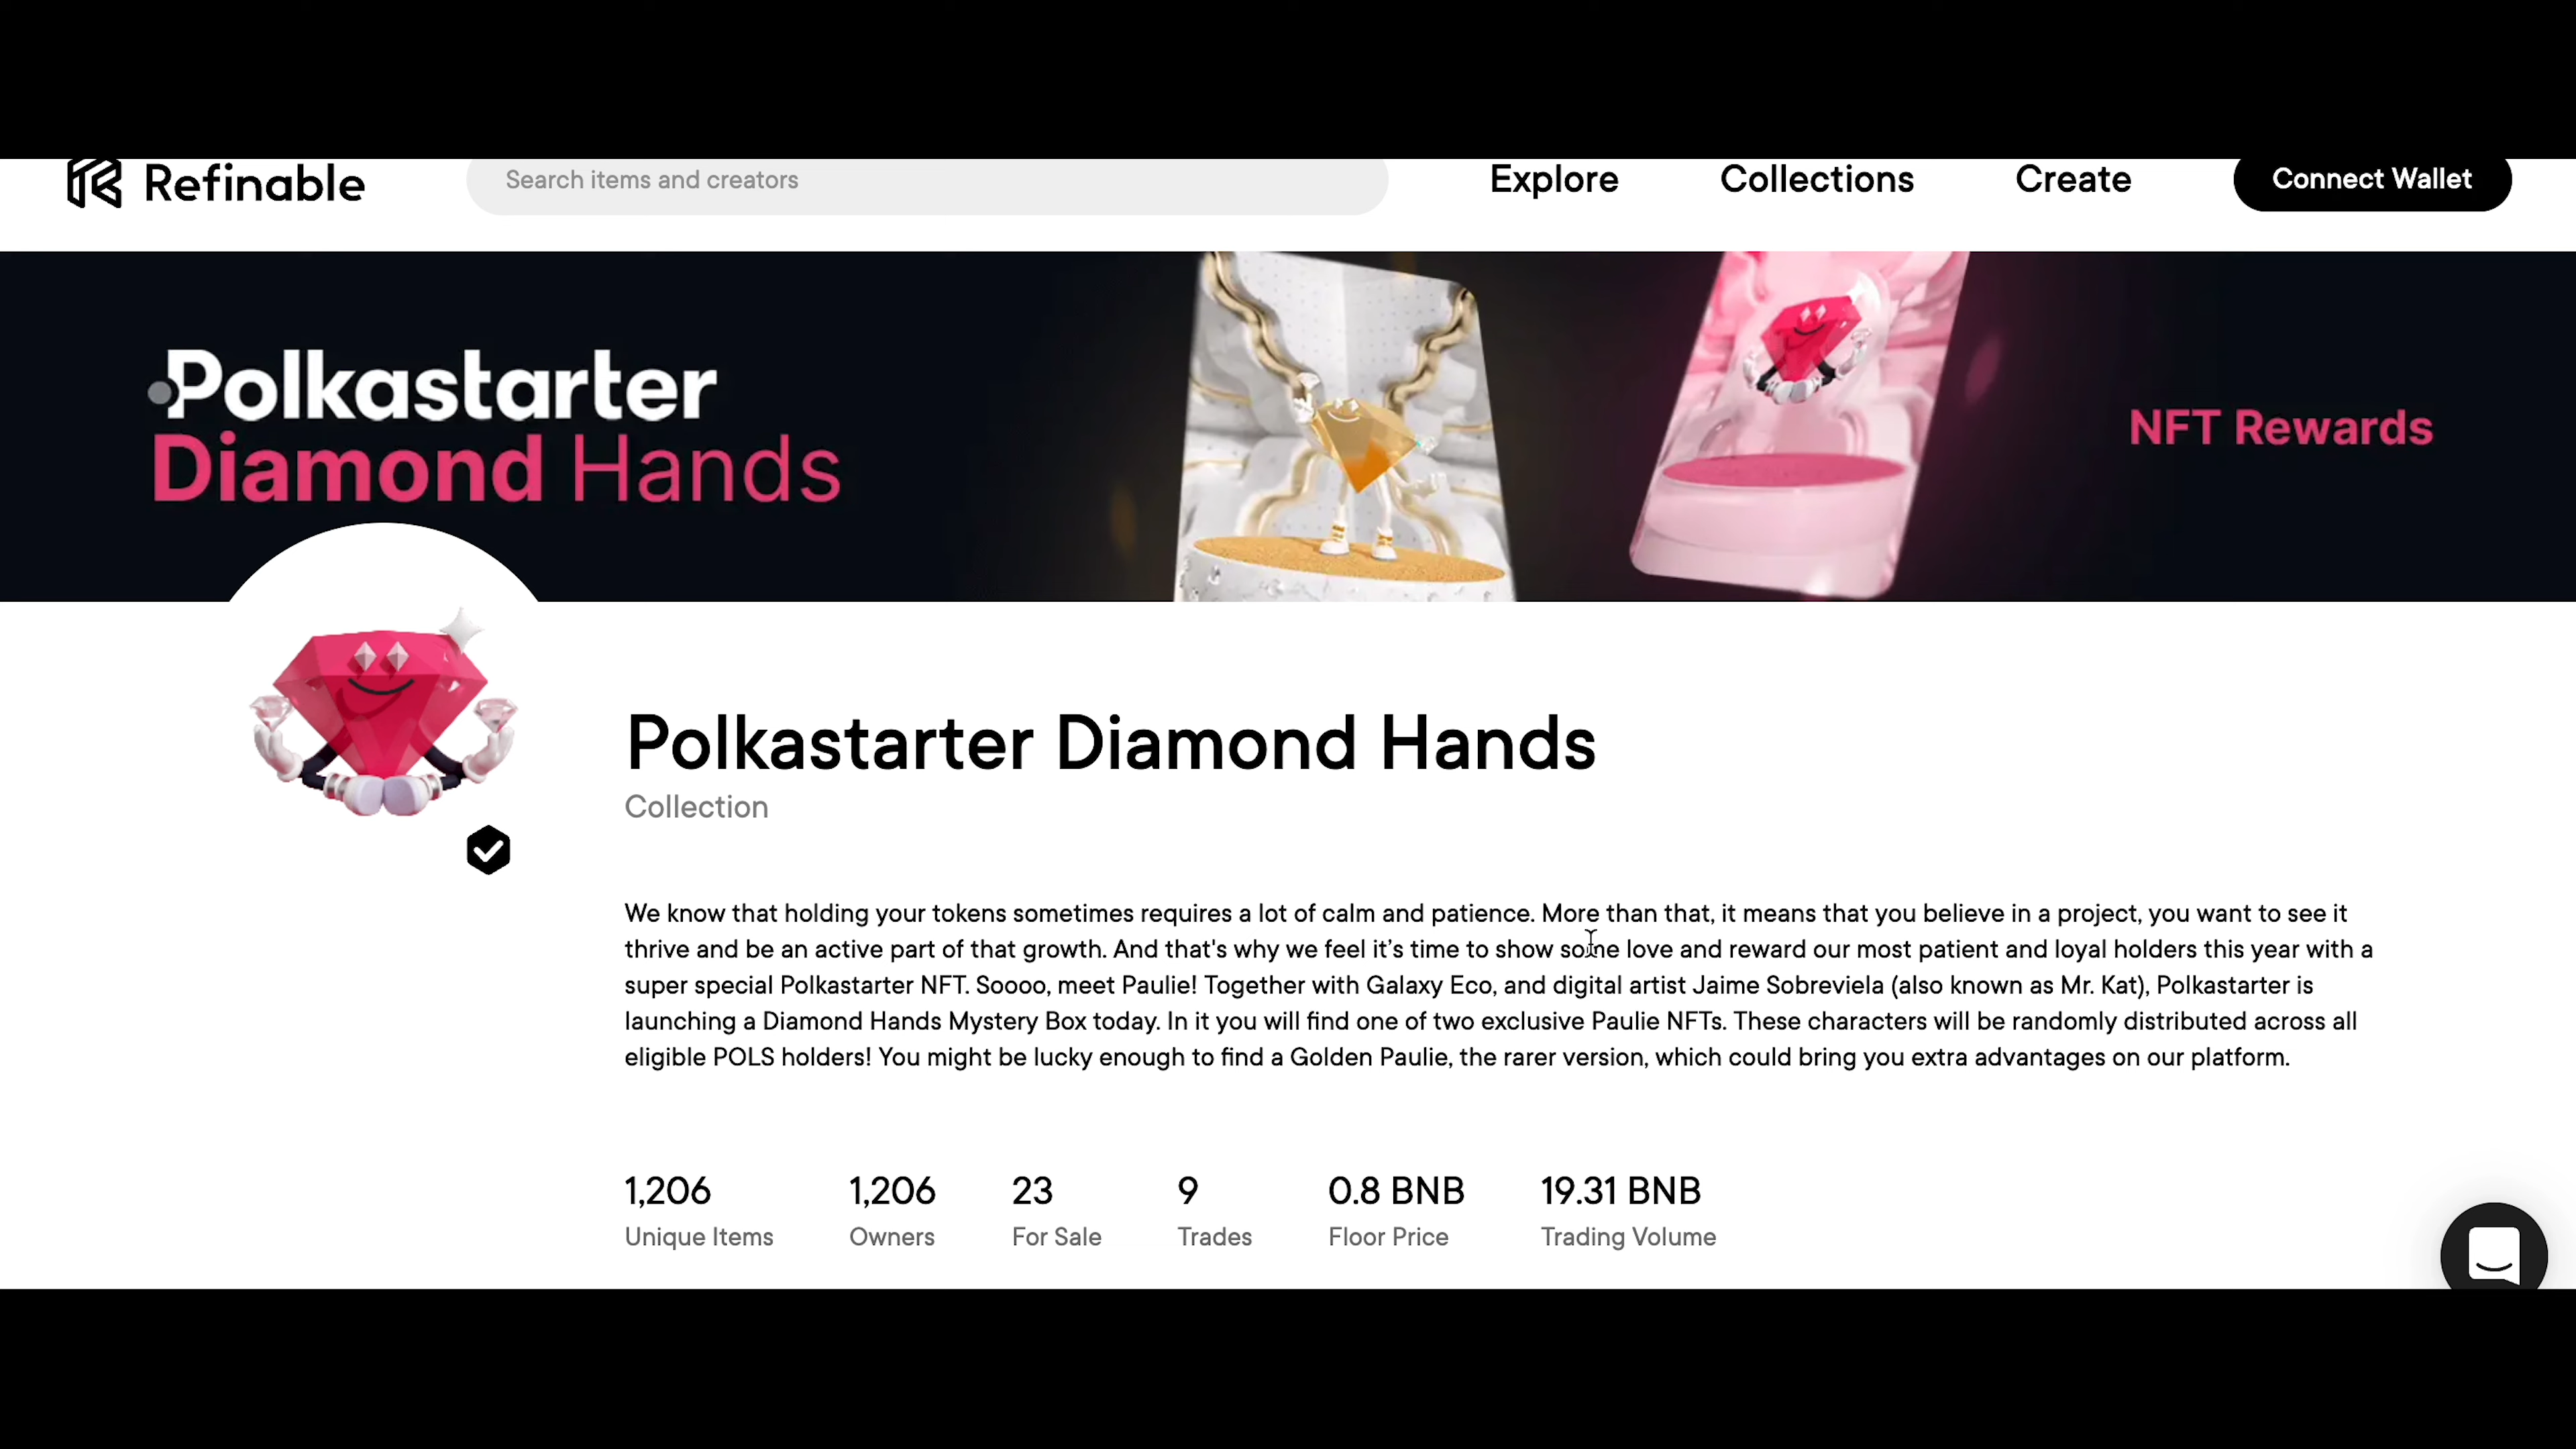 Refinable
Search items and creators
Explore
Collections
Create
Connect Wallet
Polkastarter
Diamond Hands
NFT Rewards
Polkastarter Diamond Hands
Collection
We know that holding your tokens sometimes requires a lot of calm and patience. More than that, it means that you believe in a project, you want to see it
thrive and be an active part of that growth. And that's why we feel it’s time to show some love and reward our most patient and loyal holders this year with a
super special Polkastarter NFT. Soooo, meet Paulie! Together with Galaxy Eco, and digital artist Jaime Sobreviela (also known as Mr. Kat), Polkastarter is
launching a Diamond Hands Mystery Box today. In it you will find one of two exclusive Paulie NFTs. These characters will be randomly distributed across all
eligible POLS holders! You might be lucky enough to find a Golden Paulie, the rarer version, which could bring you extra advantages on our platform.
1,206 1,206 23 9 0.8 BNB 19.31 BNB
Unique Items Owners For Sale Trades Floor Price Trading Volume